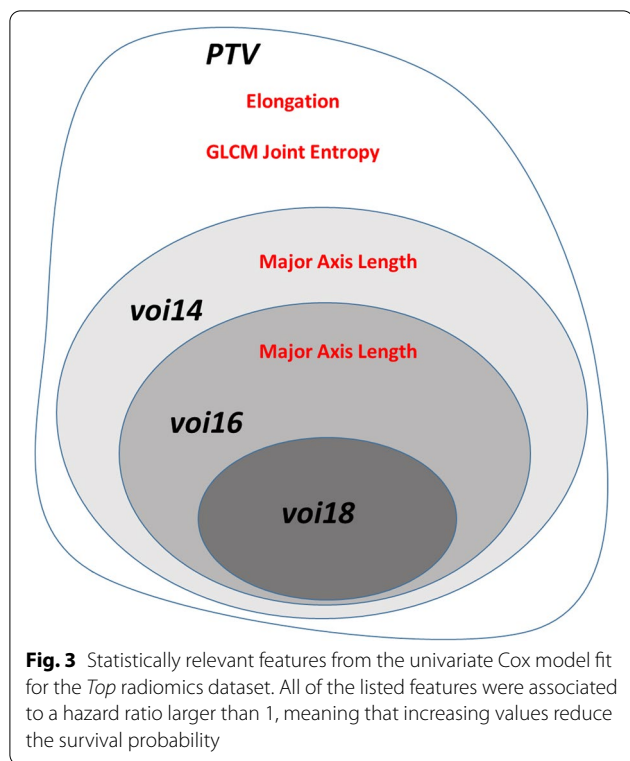 PTV
Elongation
GLCM Joint Entropy
Major Axis Length
voi14
Major Axis Length
voi16
voi18
Fig. 3 Statistically relevant features from the univariate Cox model fit
for the Top radiomics dataset. All of the listed features were associated
to a hazard ratio larger than 1, meaning that increasing values reduce
the survival probability